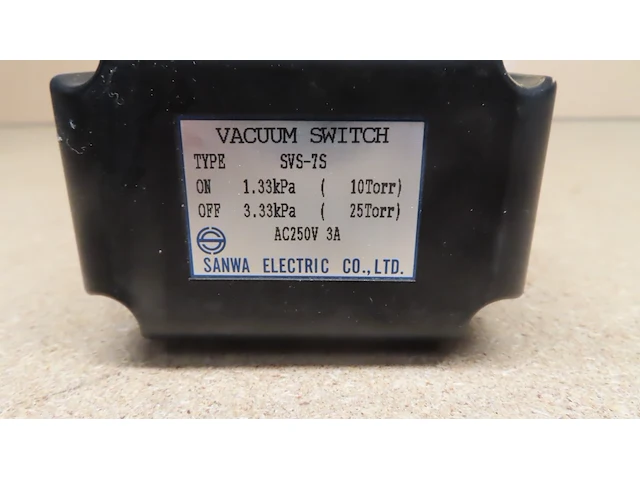 VACUUM SWITCH
TYPE SVS-7S
ON 1.33kPa ( 10Torr)
OFF 3.33kPa ( 25Torr)
AC250V 3A
SANWA ELECTRIC CO.,LTD.